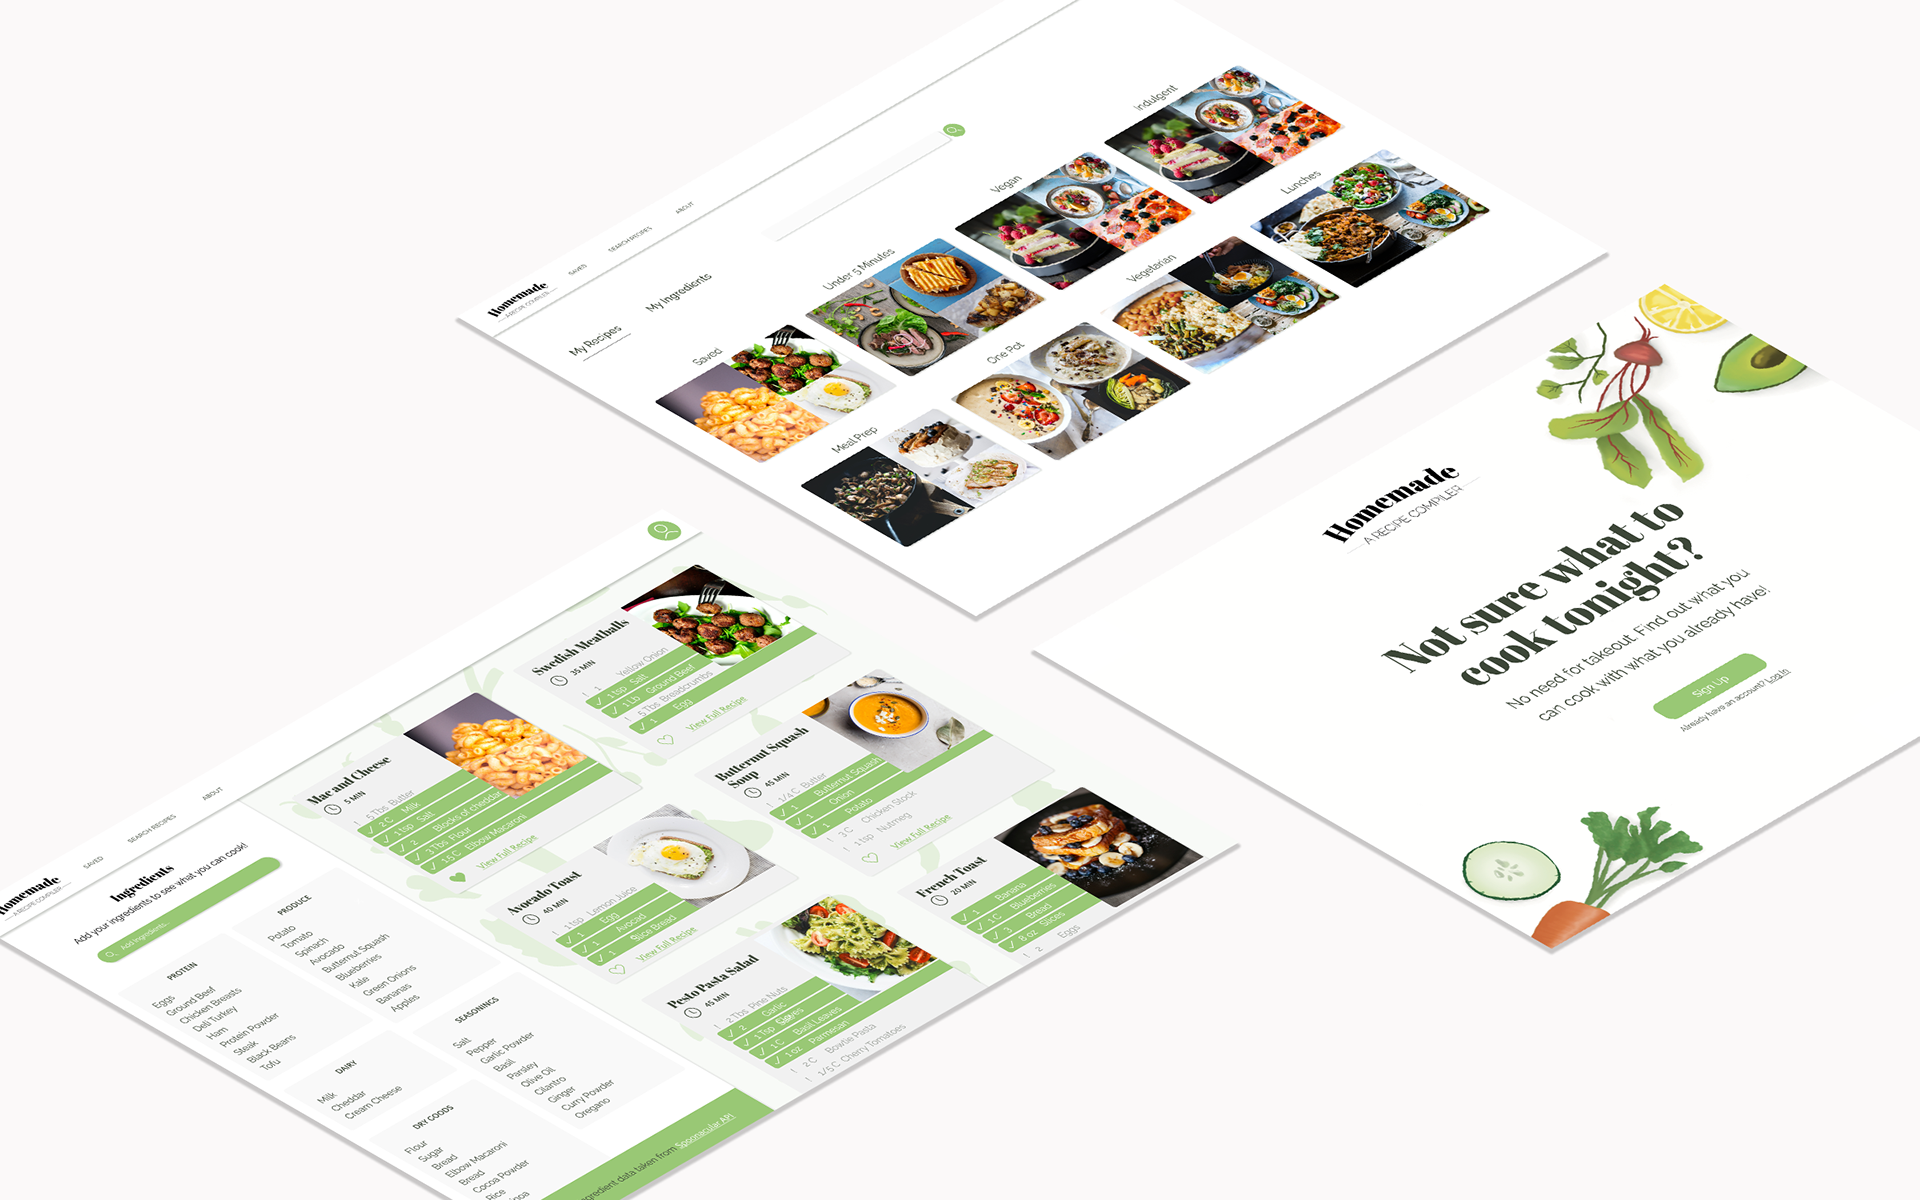 Homemade
A RECIPE COMPILER
SAVED
SEARCH RECIPES
ABOUT
My Recipes
My Ingredients
Saved
Under 5 Minutes
Vegan
Indulgent
Meal Prep
One Pot
Vegetarian
Lunches
Homemade
A RECIPE COMPILER
Not sure what to
cook tonight?
No need for takeout. Find out what you
can cook with what you already have!
Sign Up
Already have an account? Log In
Homemade
A RECIPE COMPILER
SAVED
SEARCH RECIPES
ABOUT
Ingredients
Add your ingredients to see what you can cook!
Add ingredients...
PROTEIN
Eggs
Ground Beef
Chicken Breasts
Deli Turkey
Ham
Protein Powder
Steak
Black Beans
Tofu
PRODUCE
Potato
Tomato
Spinach
Avocado
Butternut Squash
Blueberries
Kale
Green Onions
Bananas
Apples
DAIRY
Milk
Cheddar
Cream Cheese
SEASONINGS
Salt
Pepper
Garlic Powder
Basil
Parsley
Olive Oil
Cilantro
Ginger
Curry Powder
Oregano
DRY GOODS
Flour
Sugar
Bread
Elbow Macaroni
Bread
Cocoa Powder
Rice
Mac and Cheese
5 MIN
! 5 Tbs Butter
✓ 2 C Milk
✓ 1 tsp Salt
✓ 2 Blocks of cheddar
✓ 3 Tbs Flour
✓ 1.5 C Elbow Macaroni
View Full Recipe
Swedish Meatballs
35 MIN
! 1 Yellow Onion
✓ 1 tsp Salt
✓ 1 Lb Ground Beef
! 5 Tbs Breadcrumbs
✓ 1 Egg
View Full Recipe
Avocado Toast
40 MIN
! 1 tsp Lemon Juice
✓ 1 Egg
✓ 1 Avocad
✓ 1 Slice Bread
View Full Recipe
Butternut Squash
Soup
45 MIN
! 1/4 C Butter
✓ 1 Butternut Squash
✓ 1 Onion
✓ 1 Potato
! 3 C Chicken Stock
! 1 tsp Nutmeg
View Full Recipe
Pesto Pasta Salad
45 MIN
! 2 Tbs Pine Nuts
✓ 2 Garlic
✓ 1 Tsp
✓ 1 C Basil Leaves
✓ 1 oz Parmesan
! 2 C Bowtie Pasta
! 1/5 C Cherry Tomatoes
French Toast
20 MIN
✓ 1 Banana
✓ 1 C Blueberries
✓ 3 Bread
✓ 8 oz Slices
! 2 Eggs
data taken from Spoonacular API